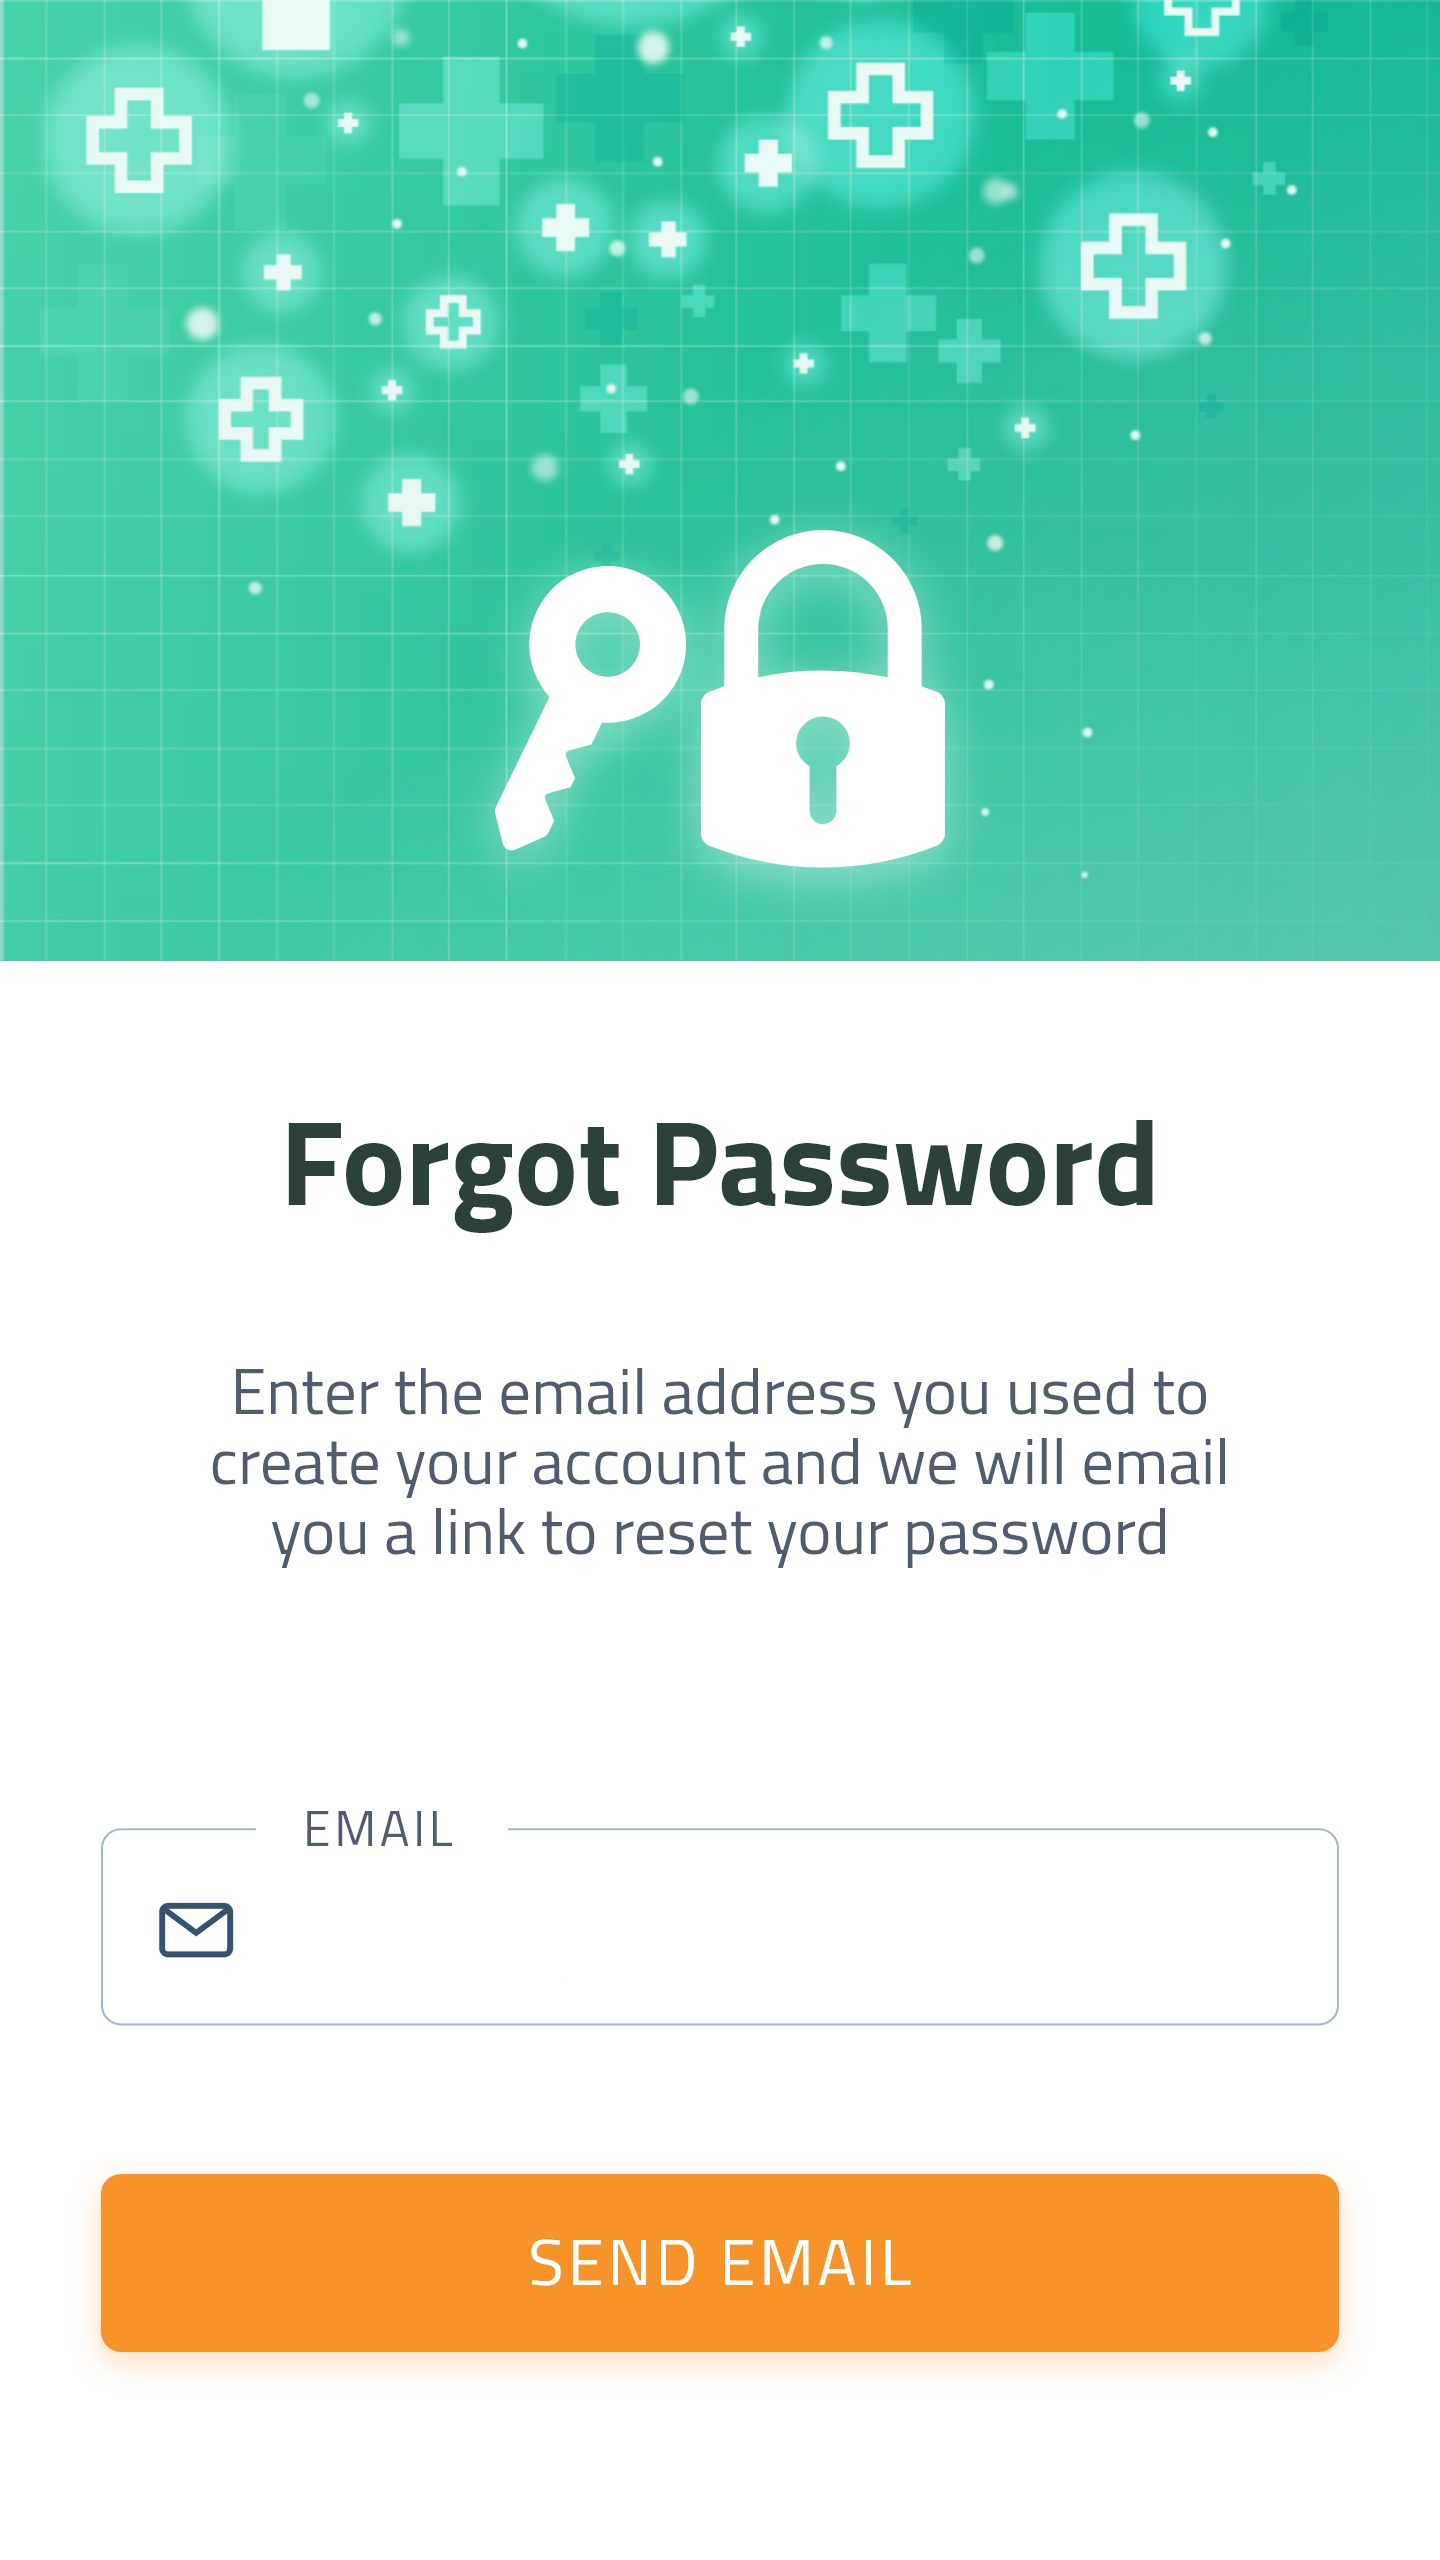 Forgot Password
Enter the email address you used to
create your account and we will email
you a link to reset your password
EMAIL
SEND EMAIL